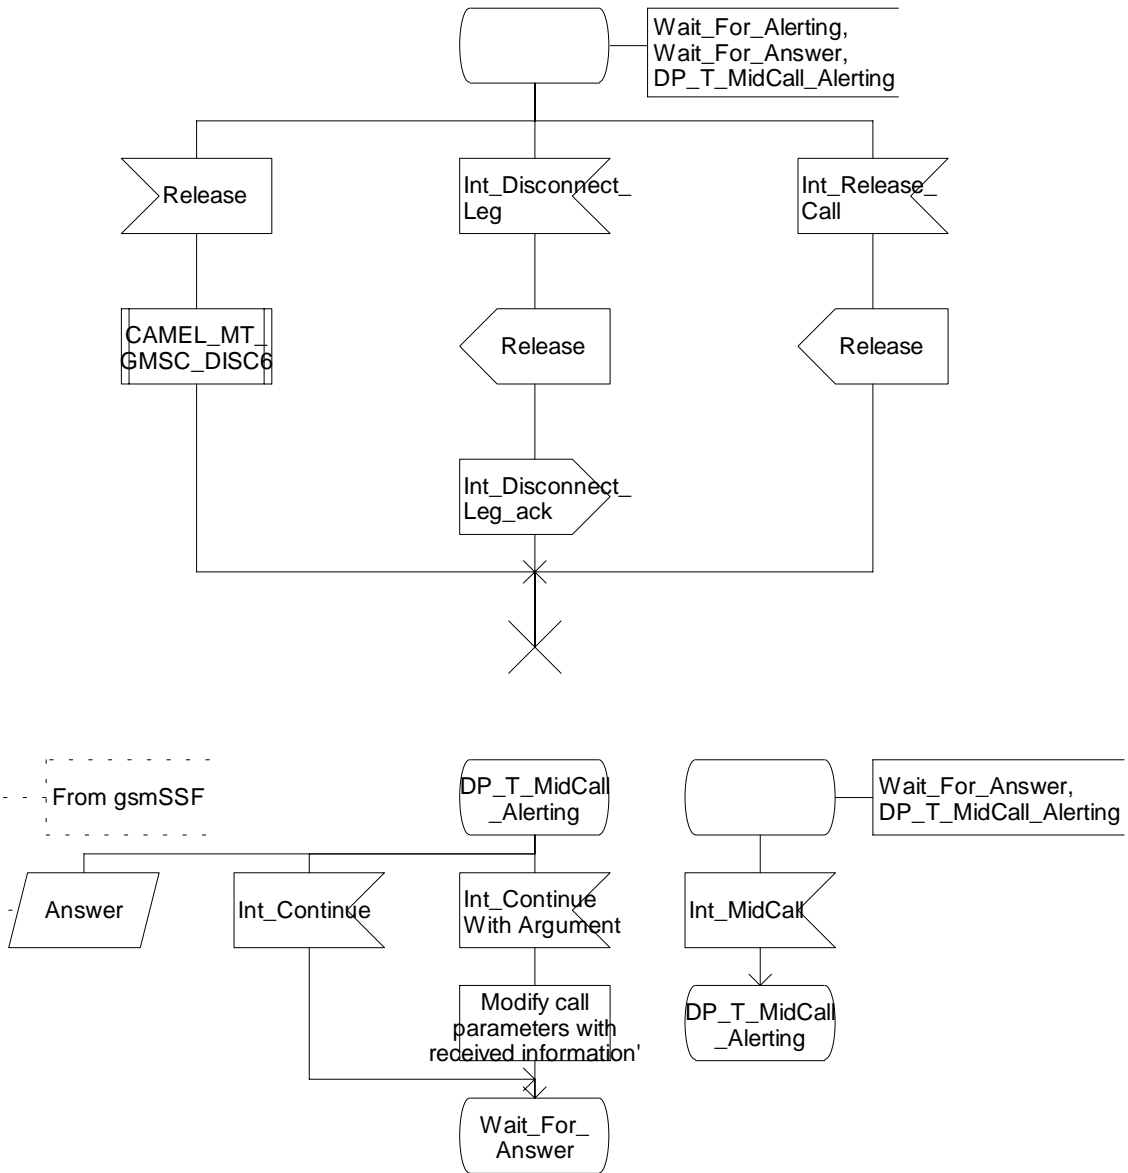 Wait_For_Alerting,
Wait_For_Answer,
DP_T_MidCall_Alerting
Release
Int_Disconnect_
Leg
Int_Release_
Call
CAMEL_MT_
GMSC_DISC6
Release
Release
Int_Disconnect_
Leg_ack
From gsmSSF
DP_T_MidCall
_Alerting
Wait_For_Answer,
DP_T_MidCall_Alerting
Answer
Int_Continue
Int_Continue
With Argument
Int_MidCall
Modify call
parameters with
received information'
DP_T_MidCall
_Alerting
Wait_For_
Answer